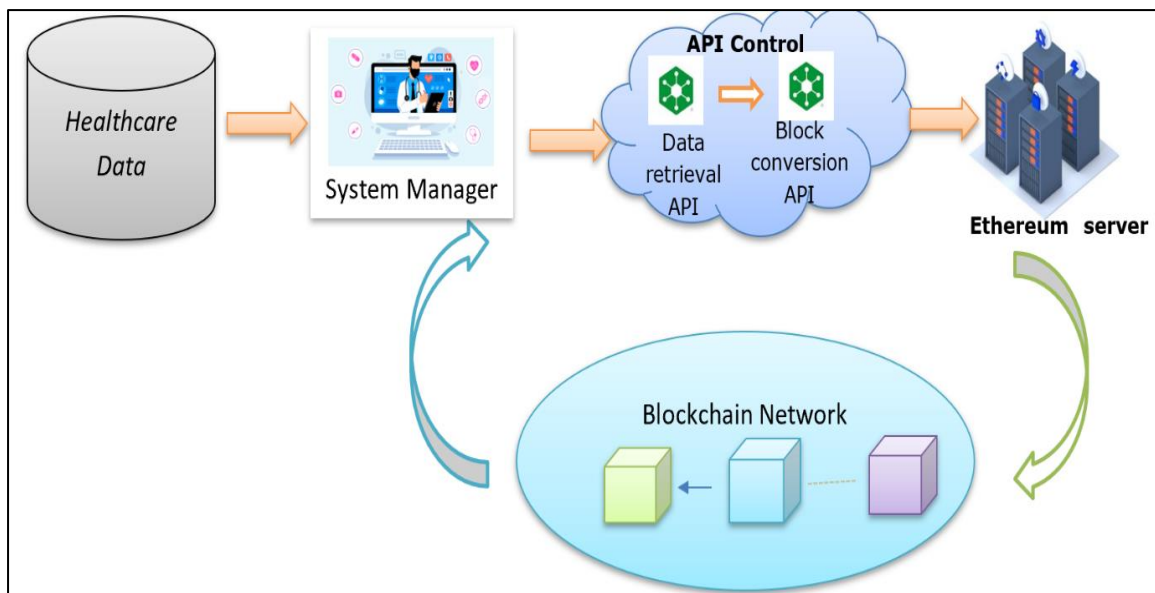 Healthcare
Data
System Manager
API Control
Data
retrieval
API
Block
conversion
API
Ethereum server
Blockchain Network